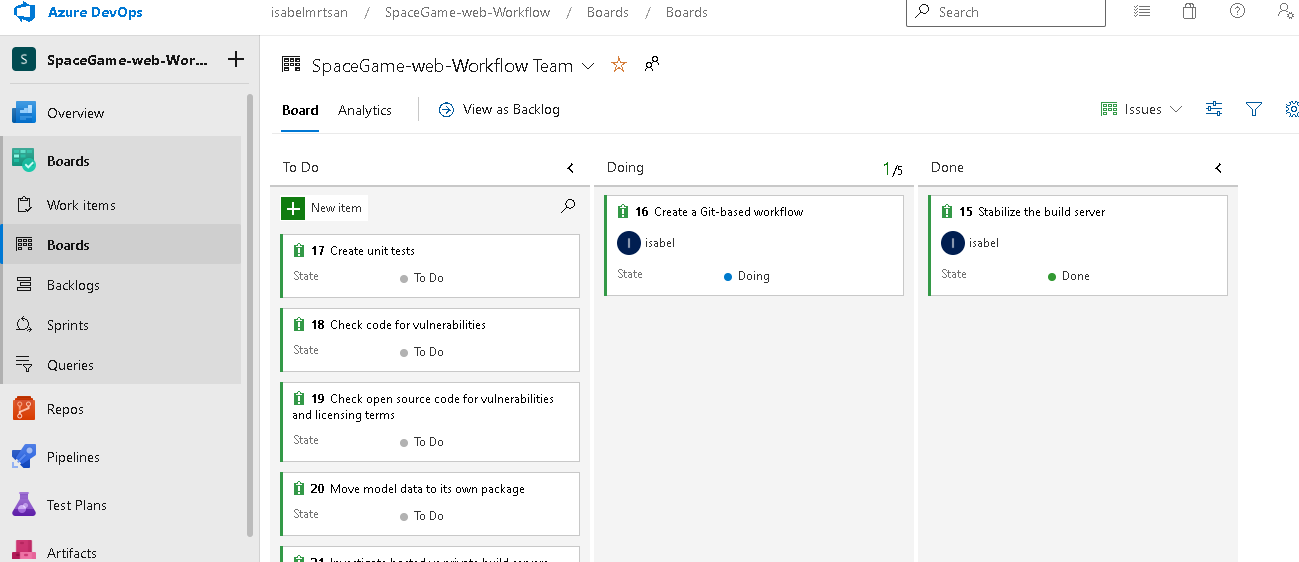 Azure DevOps
isabelmrtsan / SpaceGame-web-Workflow / Boards / Boards
Search
S SpaceGame-web-Wor...
Overview
Boards
Work items
Boards
Backlogs
Sprints
Queries
Repos
Pipelines
Test Plans
Artifacts
SpaceGame-web-Workflow Team
Board Analytics View as Backlog
Issues
To Do
New item
17 Create unit tests
State To Do
18 Check code for vulnerabilities
State To Do
19 Check open source code for vulnerabilities
and licensing terms
State To Do
20 Move model data to its own package
State To Do
Doing 1/5
16 Create a Git-based workflow
I isabel
State Doing
Done
15 Stabilize the build server
I isabel
State Done